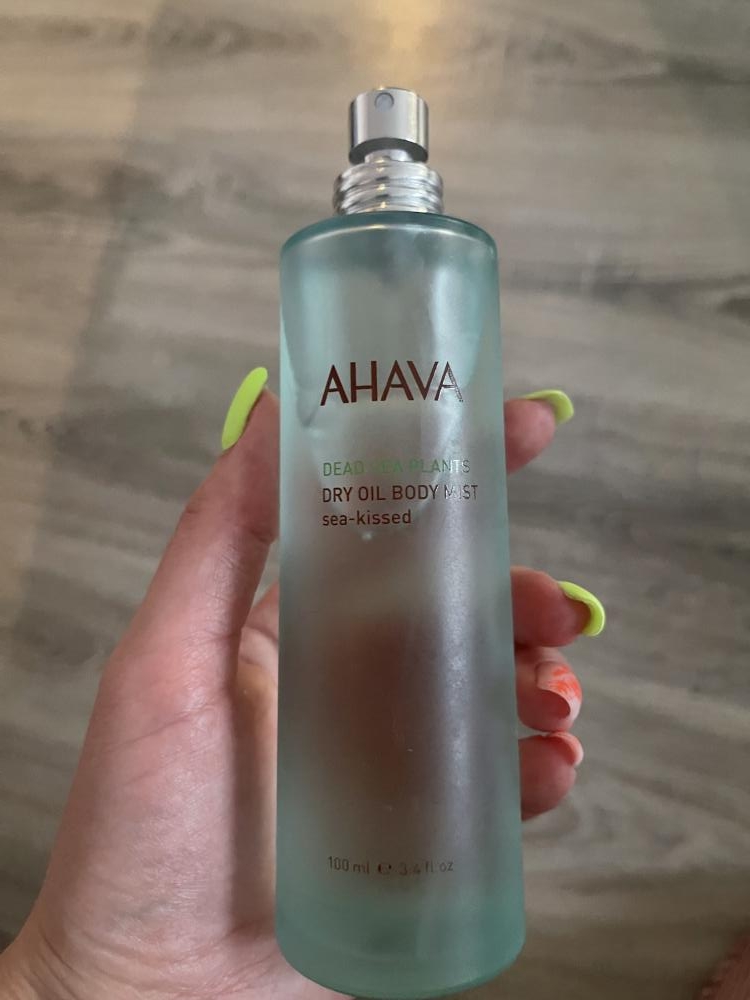 AHAVA
DEAD SEA PLANTS
DRY OIL BODY MIST
sea-kissed
100 ml ℮ 3.4 fl. oz